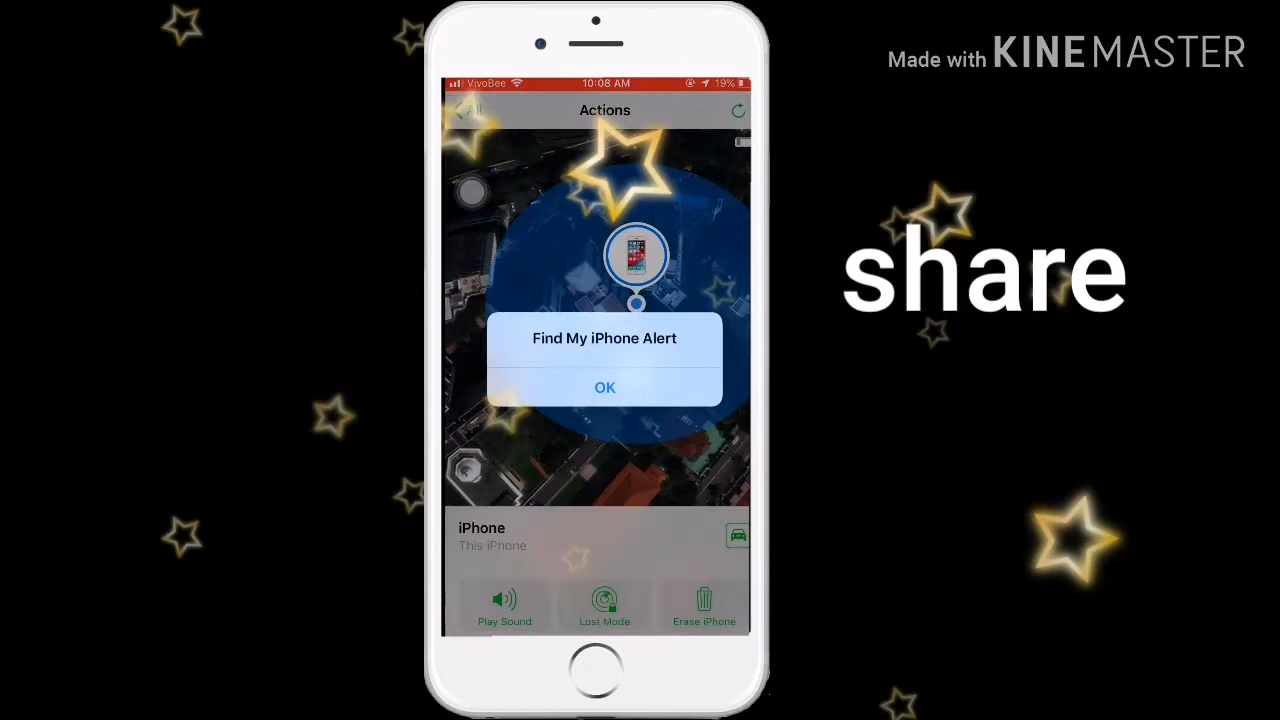 Made with KINEMASTER
VivoBee 10:08 AM 19%
All Actions
share
Find My iPhone Alert
OK
iPhone
This iPhone
Play Sound Lost Mode Erase iPhone